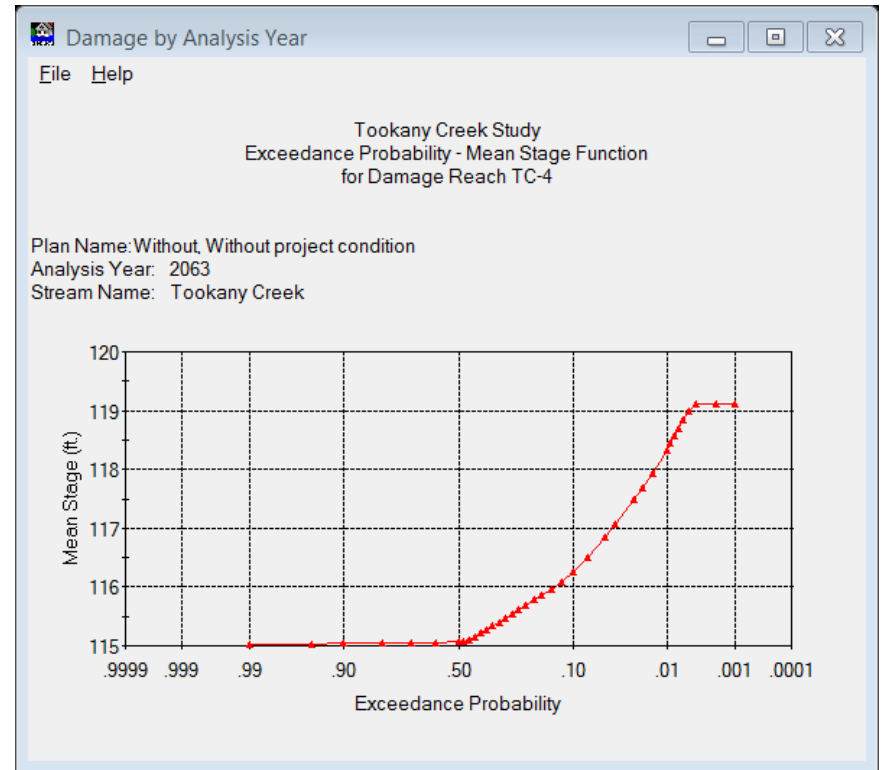 Damage by Analysis Year
File Help
Tookany Creek Study
Exceedance Probability - Mean Stage Function
for Damage Reach TC-4
Plan Name:Without, Without project condition
Analysis Year: 2063
Stream Name: Tookany Creek
120
119
118
117
116
115
Mean Stage (ft.)
.9999 .999 .99 .90 .50 .10 .01 .001 .0001
Exceedance Probability